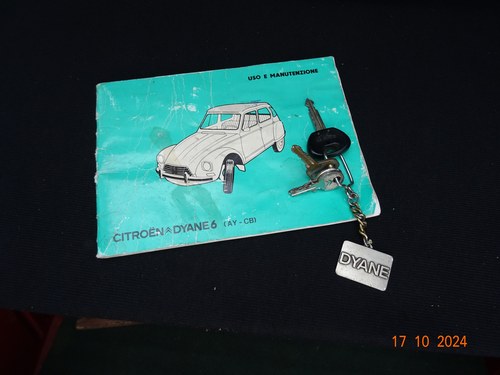 USO E MANUTENZIONE
CITROËN DYANE 6 (AY-CB)
DYANE
17 10 2024